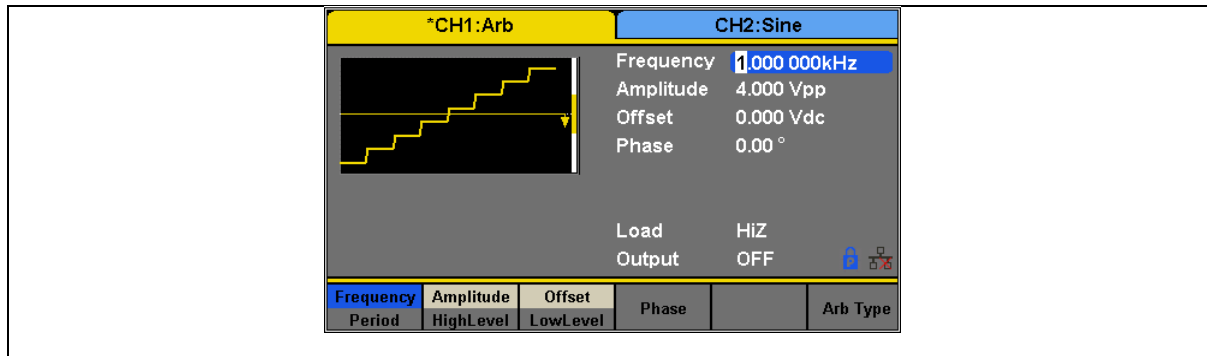 *CH1:Arb CH2:Sine
Frequency 1.000 000kHz
Amplitude 4.000 Vpp
Offset 0.000 Vdc
Phase 0.00 °
Load HiZ
Output OFF
P
Frequency Amplitude Offset Phase Arb Type
Period HighLevel LowLevel